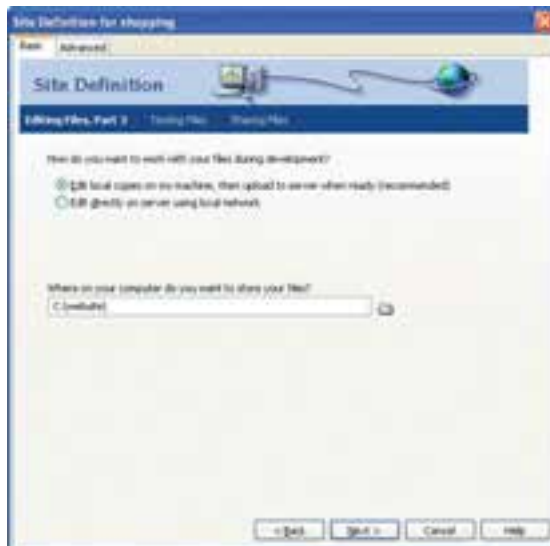 Site Definition for shopping
Basic Advanced
Site Definition
Editing Files, Part 3 Testing Files Sharing Files
How do you want to work with your files during development?
Edit local copies on my machine, then upload to server when ready (recommended)
Edit directly on server using local network
Where on your computer do you want to store your files?
C:\website\
< Back Next > Cancel Help